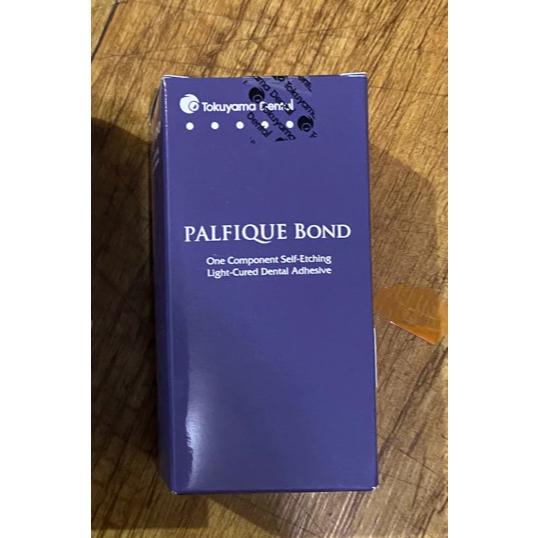 Tokuyama Dental
PALFIQUE BOND
One Component Self-Etching
Light-Cured Dental Adhesive